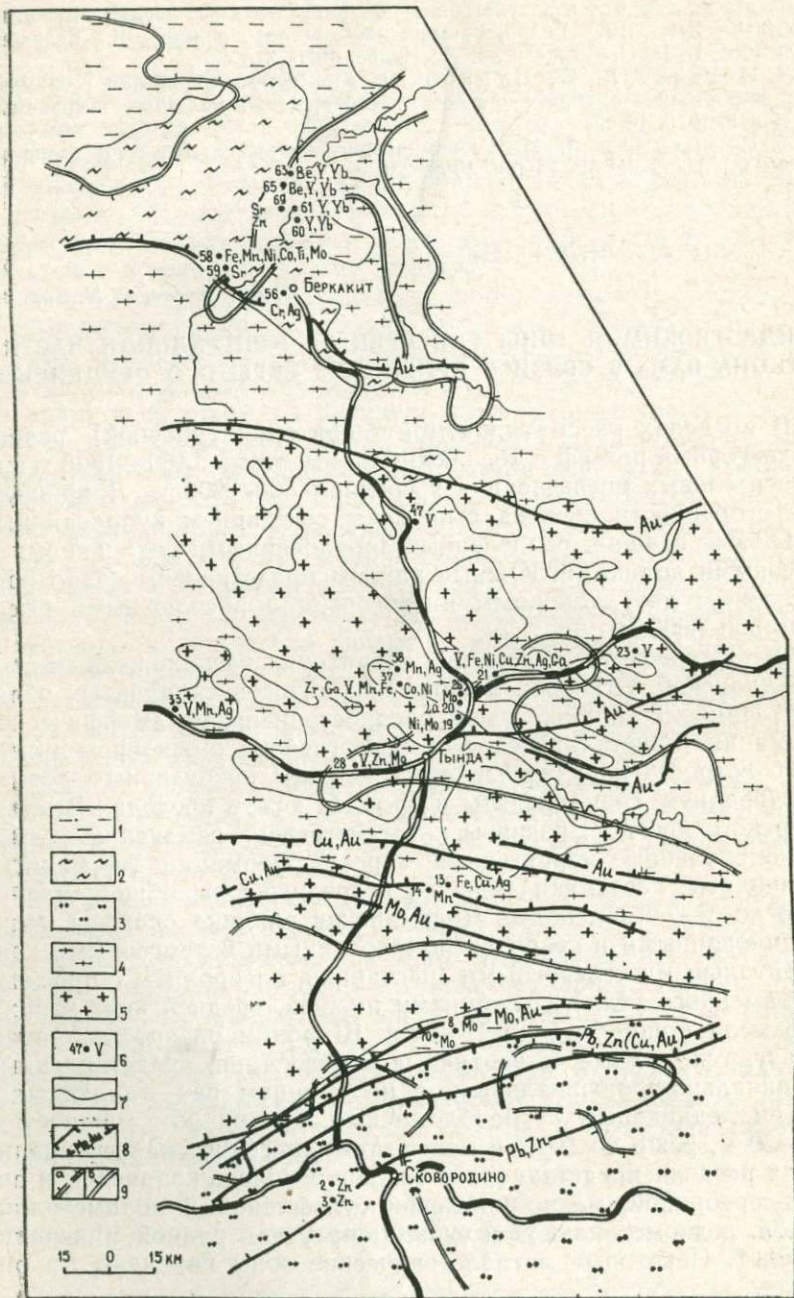 63 Be,Y,Yb
65 Be,Y,Yb
69
61 Y,Yb
60 Y,Yb
Sr
Zn
58 Fe,Mn,Ni,Co,Ti,Mo
59 Sr
56
Беркакит
Cr,Ag
Au
47 V
Au
23 V
V,Fe,Ni,Cu,Zn,Ag,Ga
21
38 Mn,Ag
37
Zr,Ga,V,Mn,Fe,Co,Ni
Mo
La 20
Ni,Mo 19
33
V,Mn,Ag
Au
28 V,Zn,Mo
Тында
Au
Cu,Au
Au
Cu,Au
13 Fe,Cu,Ag
14 Mn
Mo,Au
Mo,Au
8 Mo
10 Mo
Pb,Zn(Cu,Au)
Pb,Zn
Сковородино
2 Zn
3 Zn
1
2
3
4
5
47 V 6
7
Mo,Au 8
а б 9
15 0 15 км